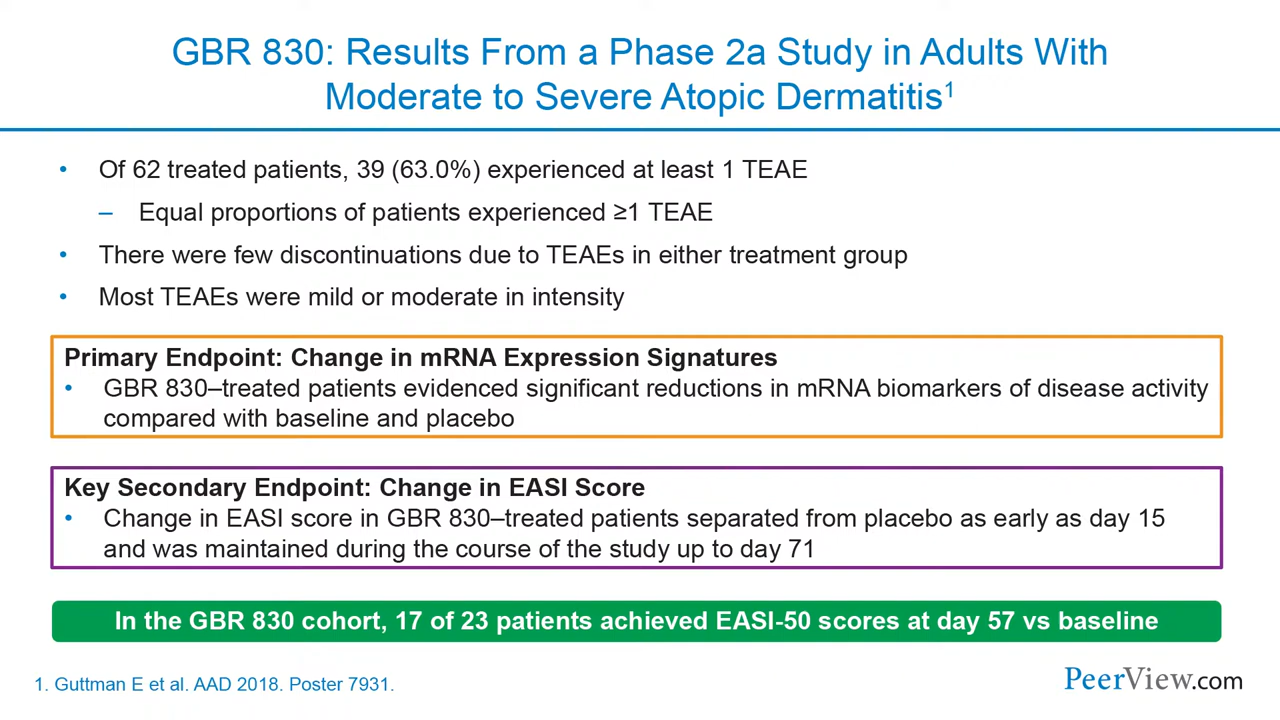 GBR 830: Results From a Phase 2a Study in Adults With
Moderate to Severe Atopic Dermatitis¹
• Of 62 treated patients, 39 (63.0%) experienced at least 1 TEAE
– Equal proportions of patients experienced ≥1 TEAE
• There were few discontinuations due to TEAEs in either treatment group
• Most TEAEs were mild or moderate in intensity
Primary Endpoint: Change in mRNA Expression Signatures
• GBR 830–treated patients evidenced significant reductions in mRNA biomarkers of disease activity
compared with baseline and placebo
Key Secondary Endpoint: Change in EASI Score
• Change in EASI score in GBR 830–treated patients separated from placebo as early as day 15
and was maintained during the course of the study up to day 71
In the GBR 830 cohort, 17 of 23 patients achieved EASI-50 scores at day 57 vs baseline
1. Guttman E et al. AAD 2018. Poster 7931.
PeerView.com